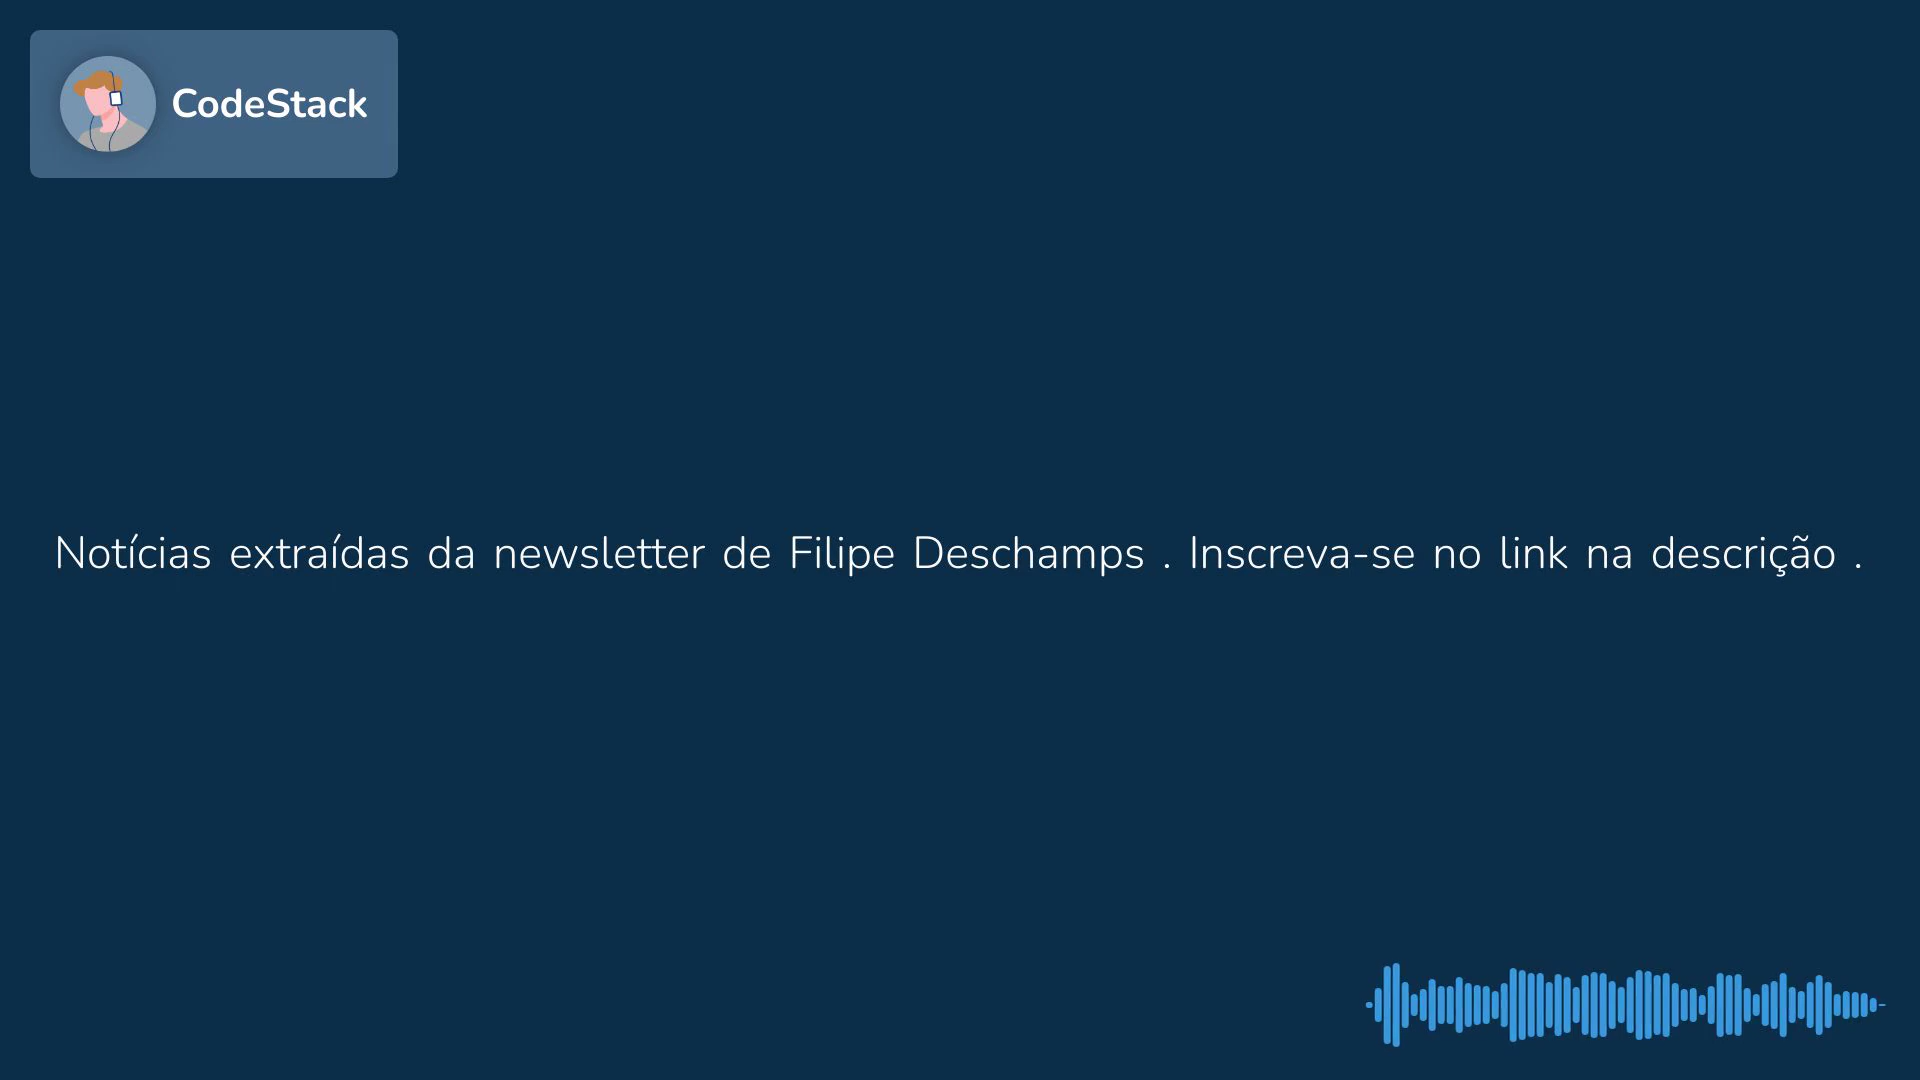 CodeStack
Notícias extraídas da newsletter de Filipe Deschamps . Inscreva-se no link na descrição .